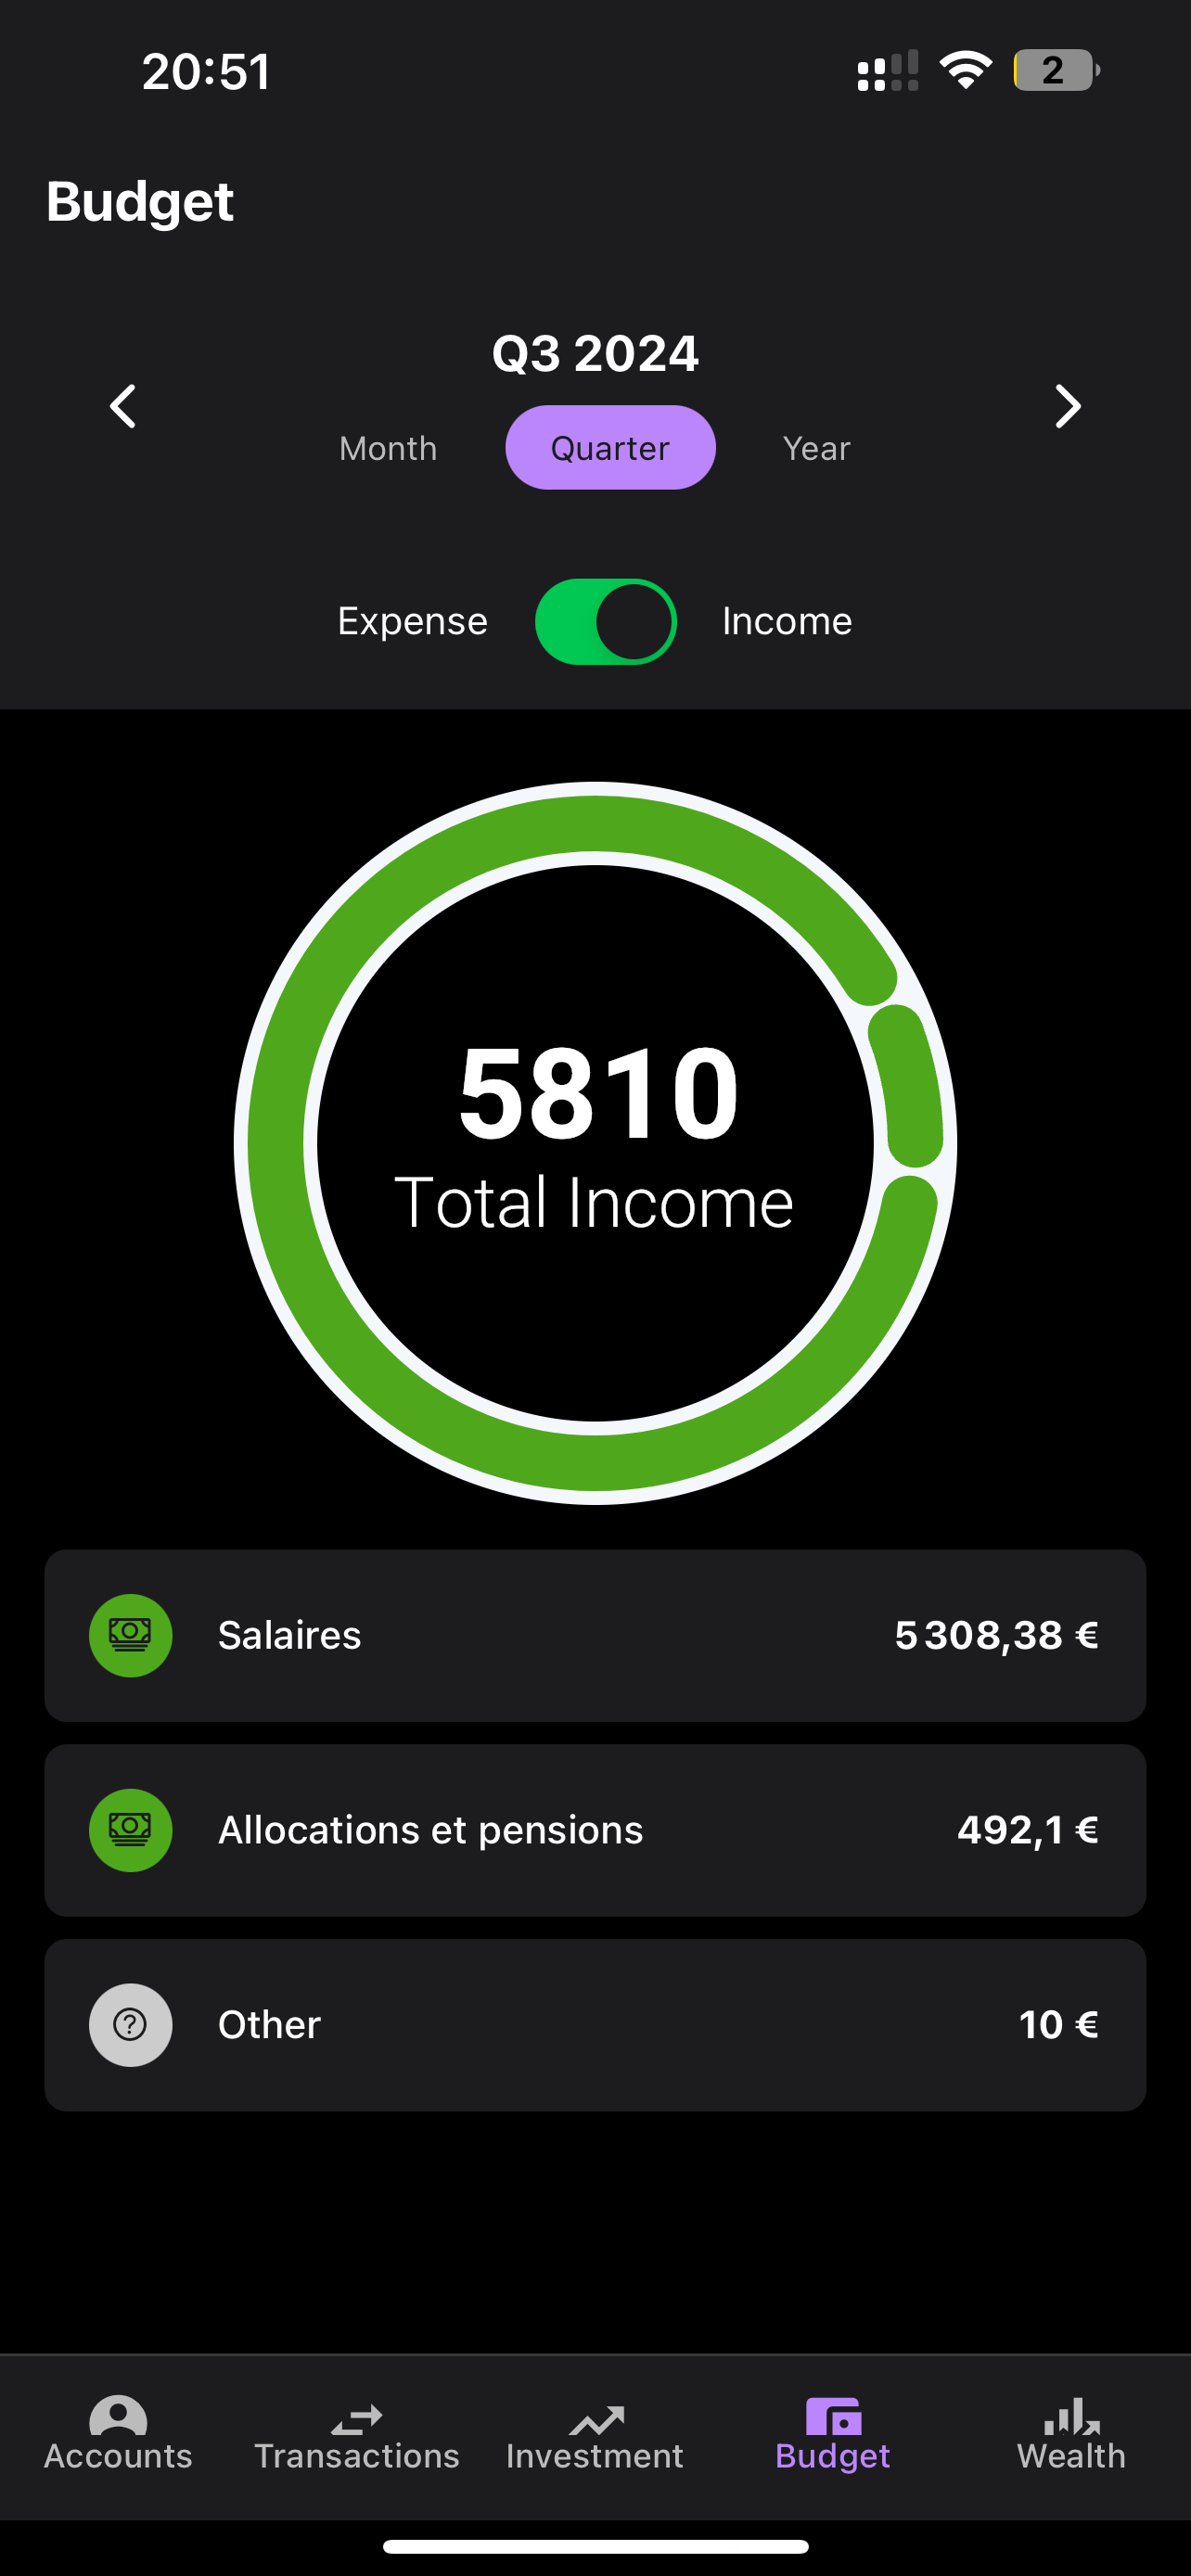 20:51
2
Budget
Q3 2024
Month Quarter Year
Expense Income
5810
Total Income
Salaires 5 308,38 €
Allocations et pensions 492,1 €
? Other 10 €
Accounts Transactions Investment Budget Wealth